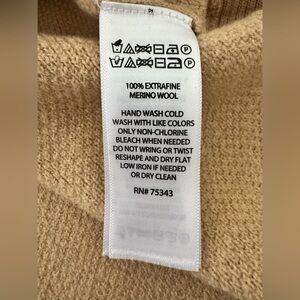 100% EXTRAFINE
MERINO WOOL
HAND WASH COLD
WASH WITH LIKE COLORS
ONLY NON-CHLORINE
BLEACH WHEN NEEDED
DO NOT WRING OR TWIST
RESHAPE AND DRY FLAT
LOW IRON IF NEEDED
OR DRY CLEAN
RN# 75343